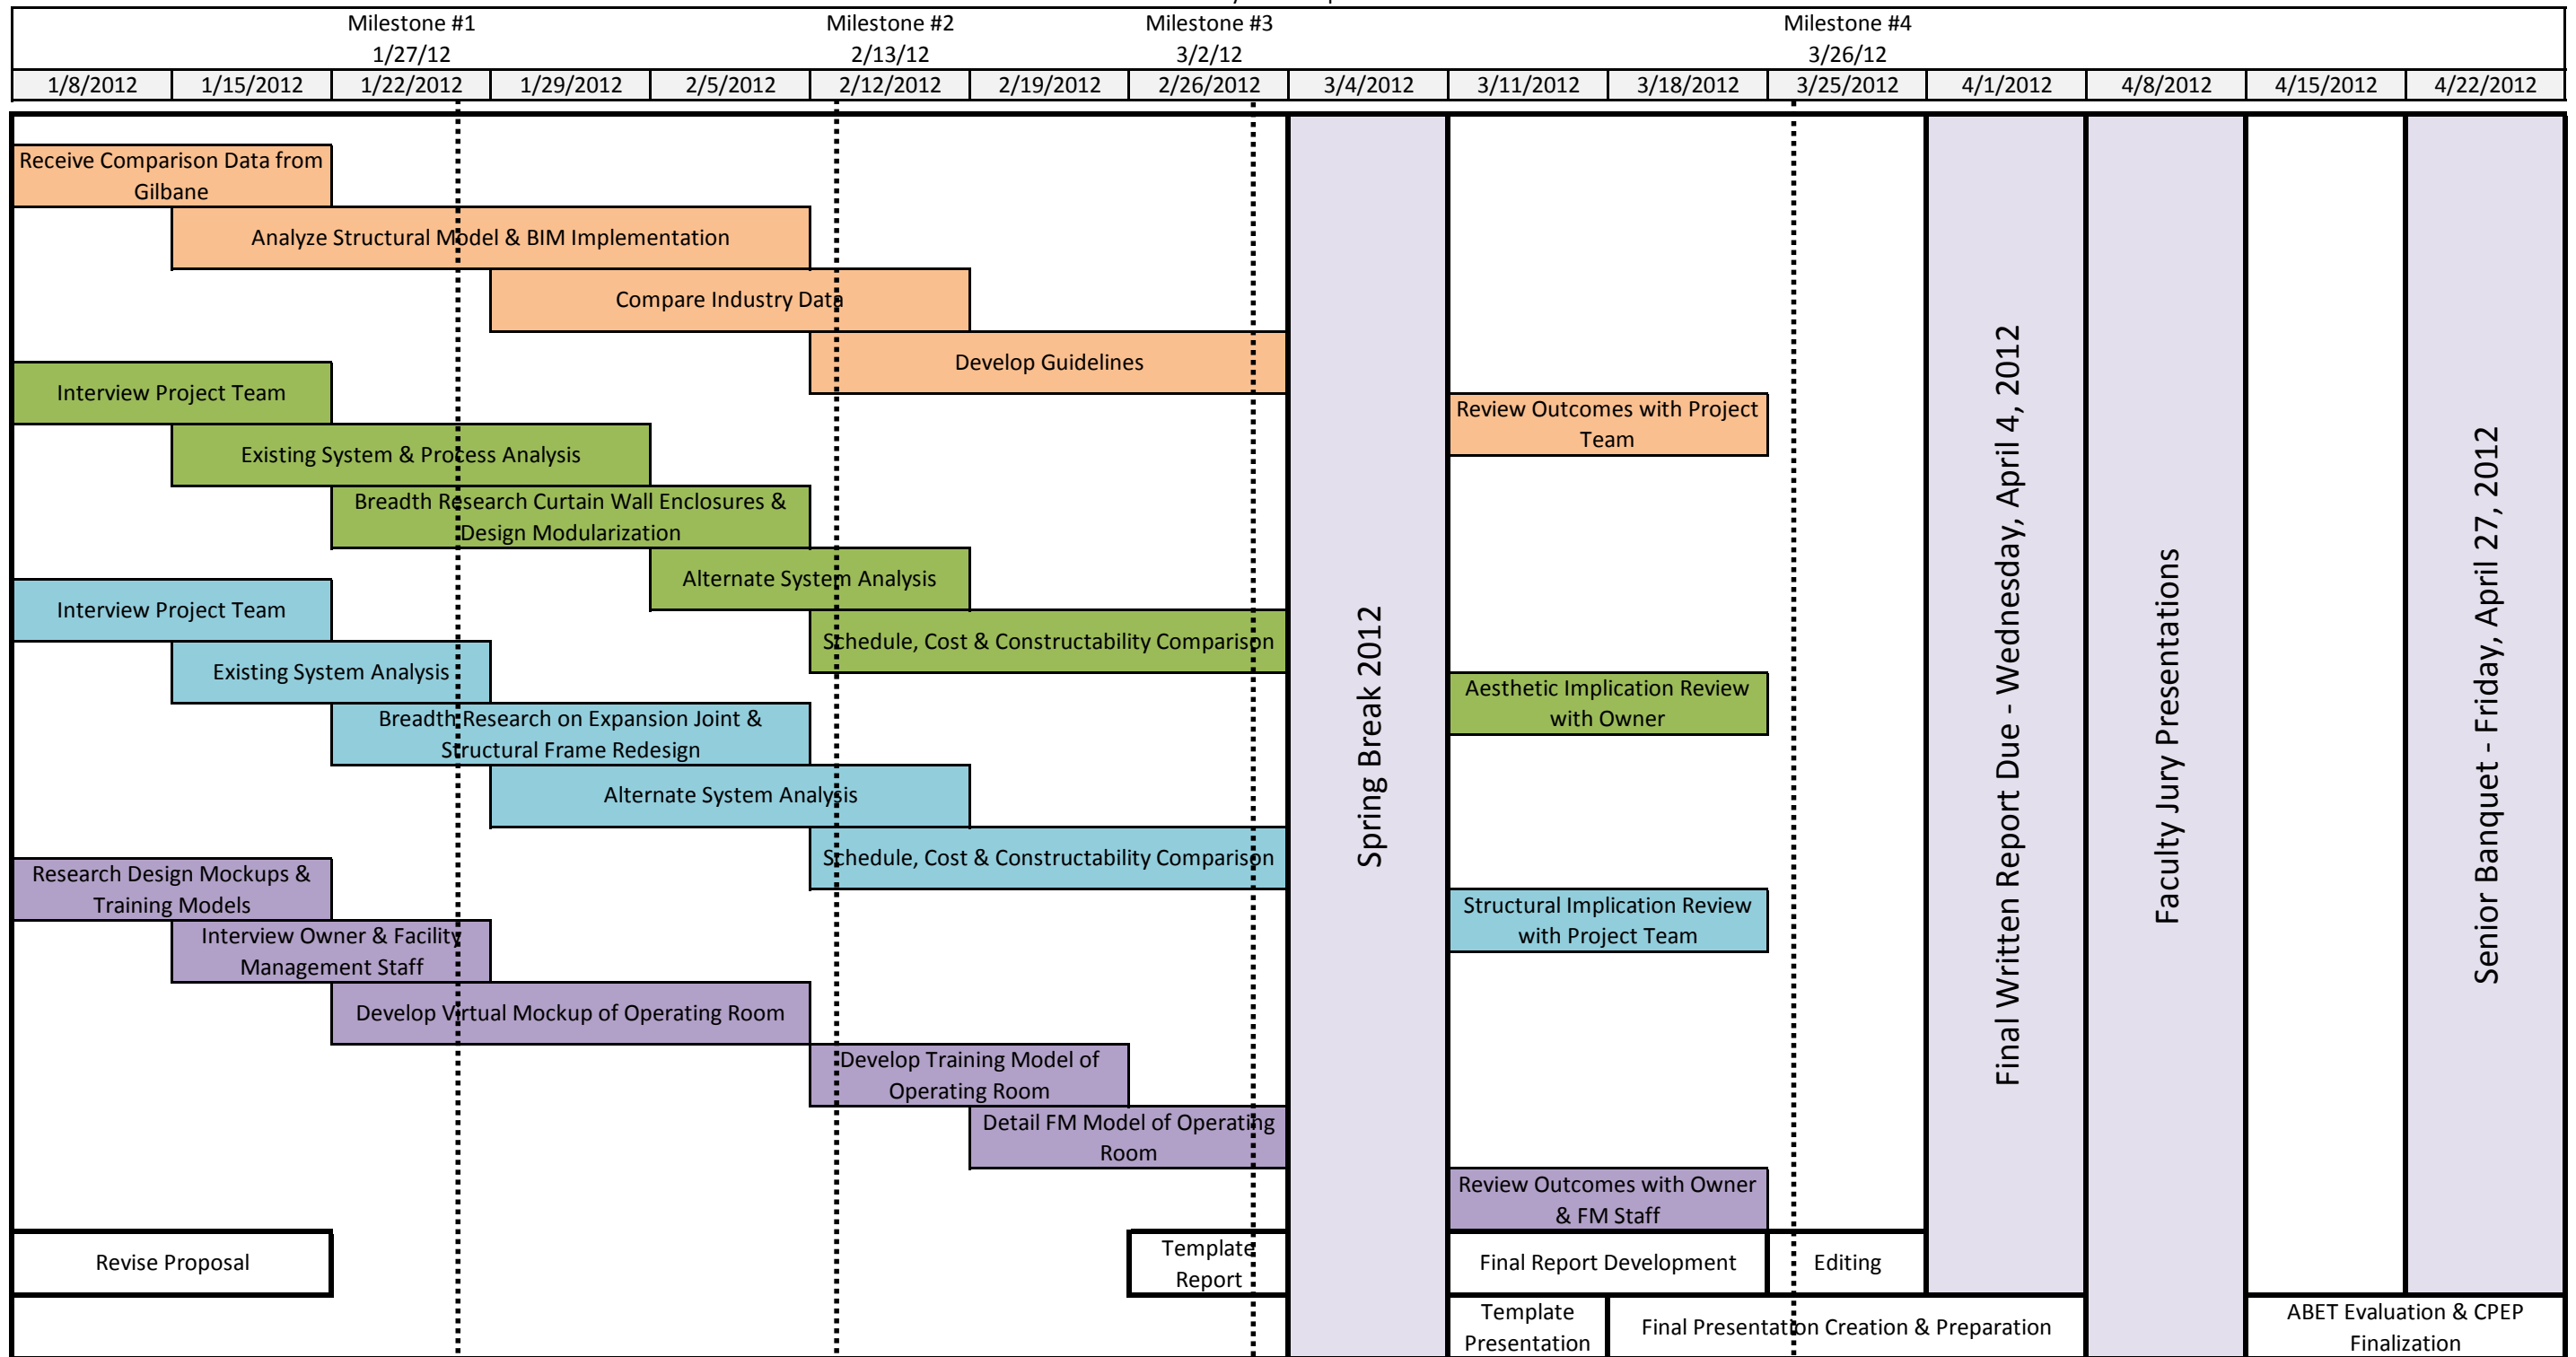 Milestone #1
Milestone #2
Milestone #3
Milestone #4
1/27/12
2/13/12
3/2/12
3/26/12
1/8/2012
1/15/2012
1/22/2012
1/29/2012
2/5/2012
2/12/2012
2/19/2012
2/26/2012
3/4/2012
3/11/2012
3/18/2012
3/25/2012
4/1/2012
4/8/2012
4/15/2012
4/22/2012
Receive Comparison Data from
Gilbane
Analyze Structural Model & BIM Implementation
Compare Industry Data
Develop Guidelines
Interview Project Team
Review Outcomes with Project
Team
Existing System & Process Analysis
Breadth Research Curtain Wall Enclosures &
Design Modularization
Alternate System Analysis
Interview Project Team
Schedule, Cost & Constructability Comparison
Existing System Analysis
Aesthetic Implication Review
with Owner
Breadth Research on Expansion Joint &
Structural Frame Redesign
Alternate System Analysis
Schedule, Cost & Constructability Comparison
Research Design Mockups &
Training Models
Structural Implication Review
with Project Team
Interview Owner & Facility
Management Staff
Develop Virtual Mockup of Operating Room
Develop Training Model of
Operating Room
Detail FM Model of Operating
Room
Review Outcomes with Owner
& FM Staff
Revise Proposal
Template
Report
Final Report Development
Editing
Template
Presentation
Final Presentation Creation & Preparation
ABET Evaluation & CPEP
Finalization
Spring Break 2012
Final Written Report Due - Wednesday, April 4, 2012
Faculty Jury Presentations
Senior Banquet - Friday, April 27, 2012